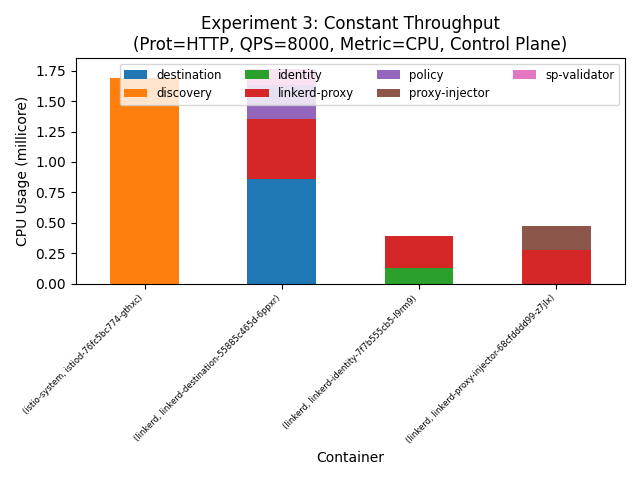 Experiment 3: Constant Throughput
(Prot=HTTP, QPS=8000, Metric=CPU, Control Plane)
destination
discovery
identity
linkerd-proxy
policy
proxy-injector
sp-validator
CPU Usage (millicore)
1.75
1.50
1.25
1.00
0.75
0.50
0.25
0.00
(istio-system, istiod-76fc5bc774-gthxc)
(linkerd, linkerd-destination-55885c465d-6ppxr)
(linkerd, linkerd-identity-7f7b555cb5-l9rm9)
(linkerd, linkerd-proxy-injector-68cfdddd99-z7jlx)
Container